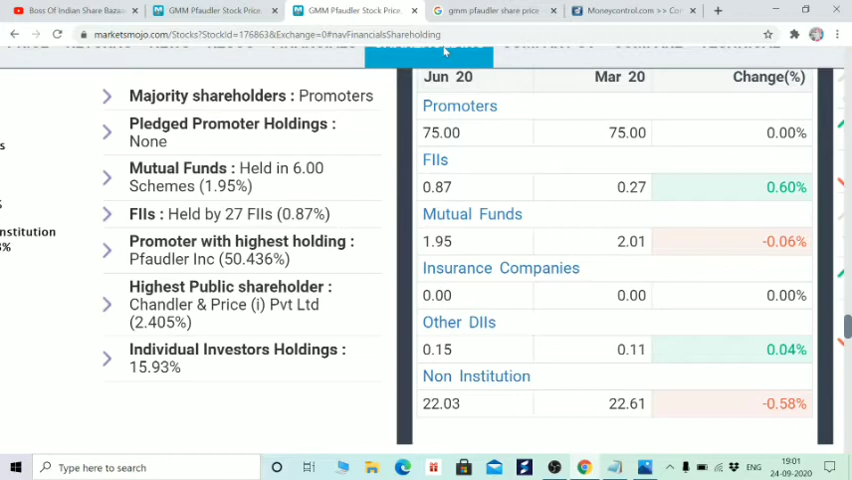 Boss Of Indian Share Bazaa
GMM Pfaudler Stock Price,
GMM Pfaudler Stock Price,
gmm pfaudler share price
Moneycontrol.com >> Co
marketsmojo.com/Stocks?StockId=176863&Exchange=0#navFinancialsShareholding
Majority shareholders : Promoters
Pledged Promoter Holdings :
None
Mutual Funds : Held in 6.00
Schemes (1.95%)
FIIs : Held by 27 FIIs (0.87%)
Promoter with highest holding :
Pfaudler Inc (50.436%)
Highest Public shareholder :
Chandler & Price (i) Pvt Ltd
(2.405%)
Individual Investors Holdings :
15.93%
nstitution
Jun 20 Mar 20 Change(%)
Promoters
75.00 75.00 0.00%
FIIs
0.87 0.27 0.60%
Mutual Funds
1.95 2.01 -0.06%
Insurance Companies
0.00 0.00 0.00%
Other DIIs
0.15 0.11 0.04%
Non Institution
22.03 22.61 -0.58%
Type here to search
ENG
19:01
24-09-2020